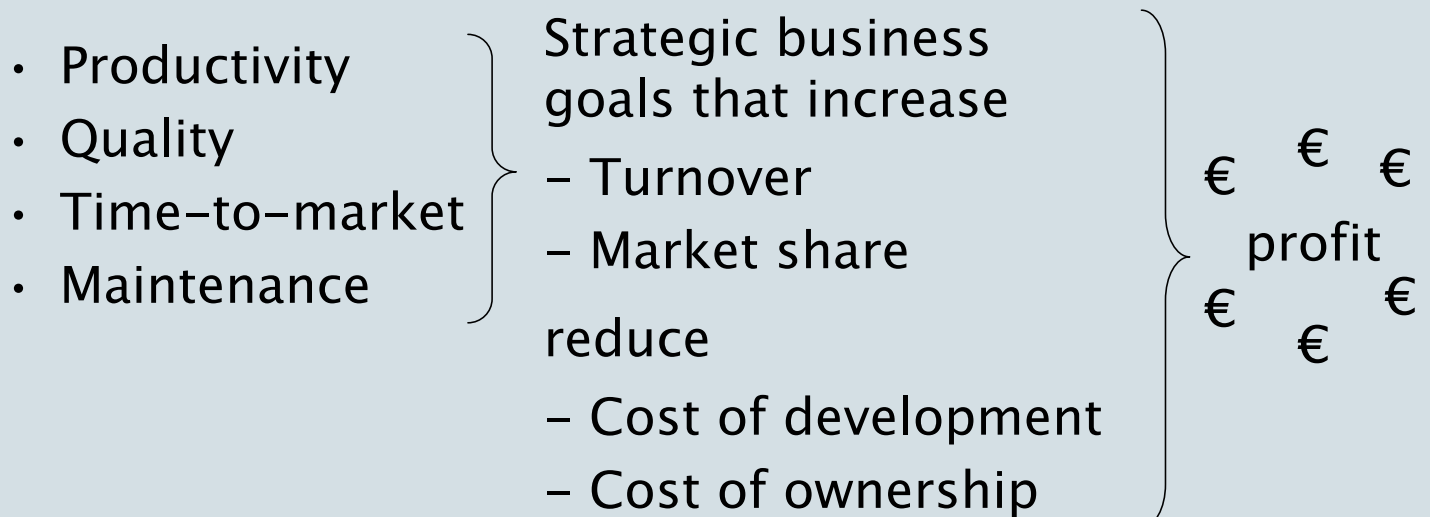 • Productivity
• Quality
• Time-to-market
• Maintenance
Strategic business
goals that increase
– Turnover
– Market share
reduce
– Cost of development
– Cost of ownership
€ € €
profit
€ € €